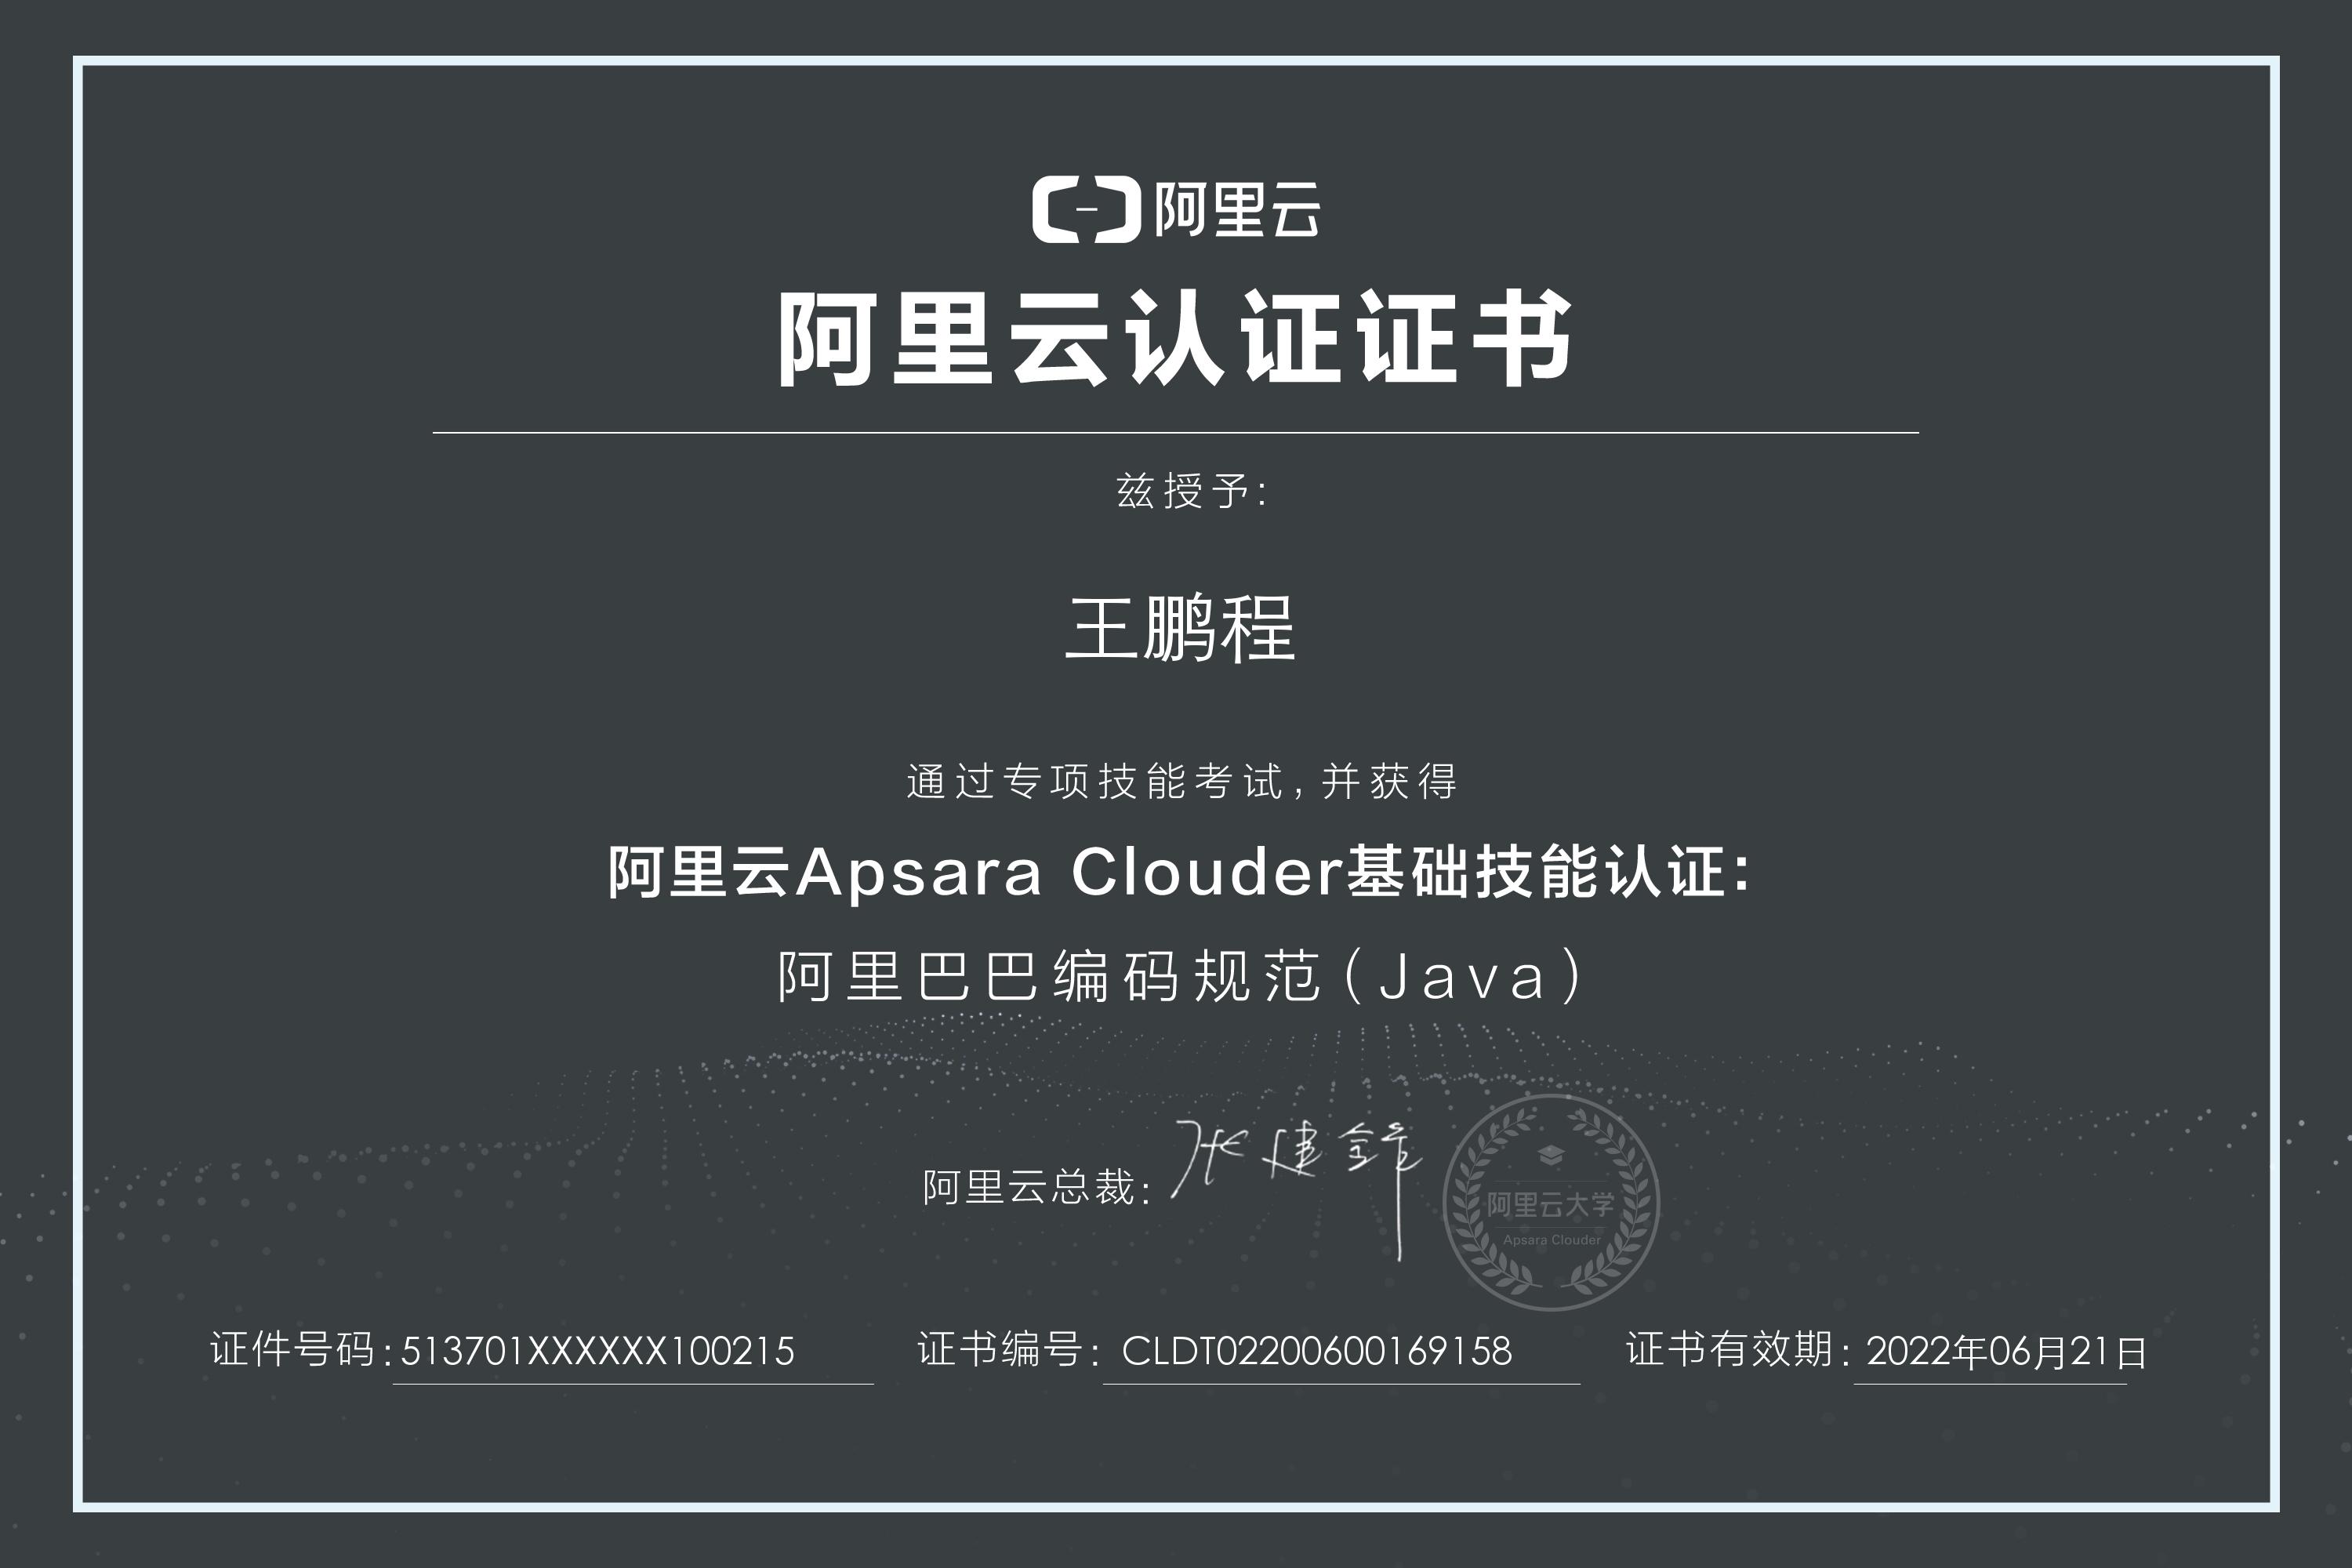 阿里云
阿里云认证证书
兹授予：
王鹏程
通过专项技能考试，并获得
阿里云Apsara Clouder基础技能认证：
阿里巴巴编码规范（Java）
阿里云总裁：
张建锋
阿里云大学
Apsara Clouder
证件号码：513701XXXXXX100215
证书编号：CLDT02200600169158
证书有效期：2022年06月21日